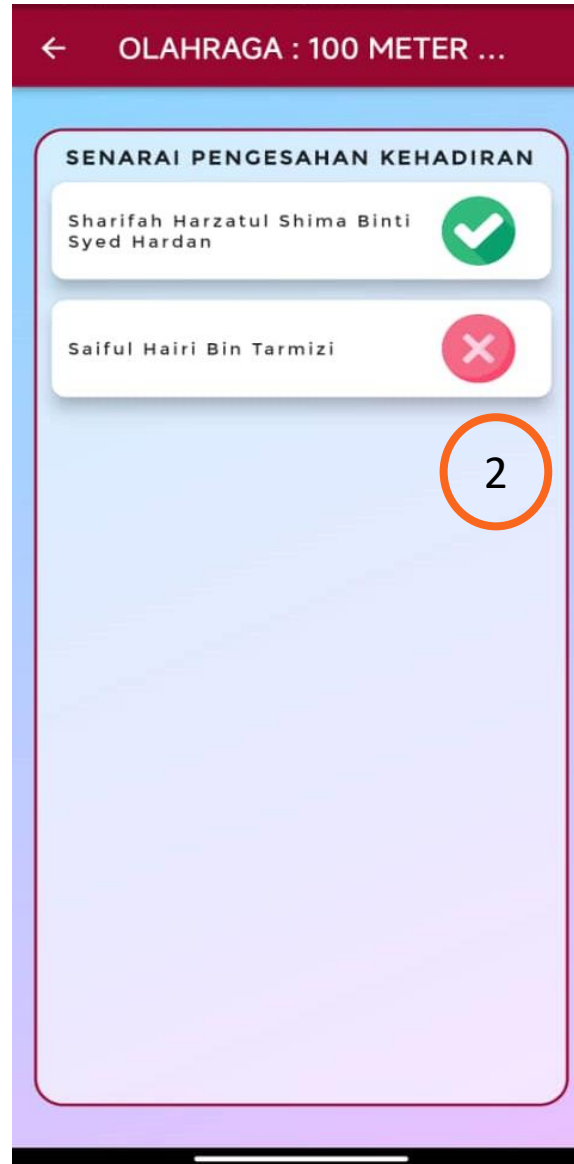 OLAHRAGA : 100 METER ...
SENARAI PENGESAHAN KEHADIRAN
Sharifah Harzatul Shima Binti
Syed Hardan
Saiful Hairi Bin Tarmizi
2